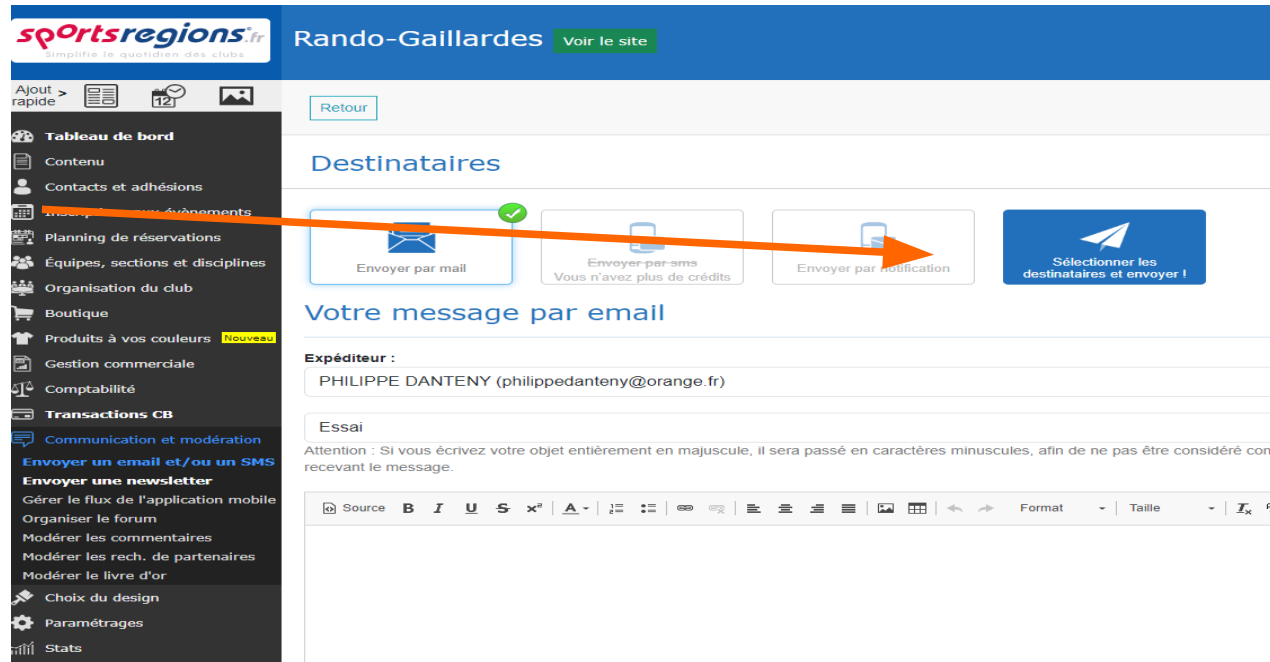 sportsregions.fr
Simplifie le quotidien des clubs
Rando-Gaillardes Voir le site
Ajout rapide >
12
Retour
Tableau de bord
Contenu
Contacts et adhésions
évènements
Planning de réservations
Équipes, sections et disciplines
Organisation du club
Boutique
Produits à vos couleurs Nouveau
Gestion commerciale
Comptabilité
Transactions CB
Communication et modération
Envoyer un email et/ou un SMS
Envoyer une newsletter
Gérer le flux de l'application mobile
Organiser le forum
Modérer les commentaires
Modérer les rech. de partenaires
Modérer le livre d'or
Choix du design
Paramétrages
Stats
Destinataires
Envoyer par mail
Envoyer par sms
Vous n'avez plus de crédits
Envoyer par notification
Sélectionner les
destinataires et envoyer !
Votre message par email
Expéditeur :
PHILIPPE DANTENY (philippedanteny@orange.fr)
Essai
Attention : Si vous écrivez votre objet entièrement en majuscule, il sera passé en caractères minuscules, afin de ne pas être considéré
recevant le message.
Source B I U S x² A Format Taille Tx